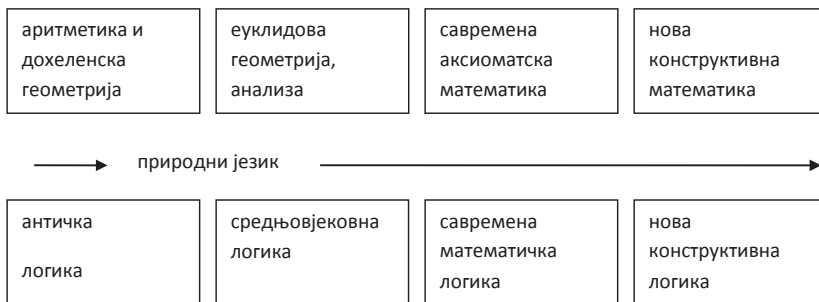 аритметика и
дохеленска
геометрија
еуклидова
геометрија,
анализа
савремена
аксиоматска
математика
нова
конструктивна
математика
природни језик
античка
логика
средњовјековна
логика
савремена
математичка
логика
нова
конструктивна
логика